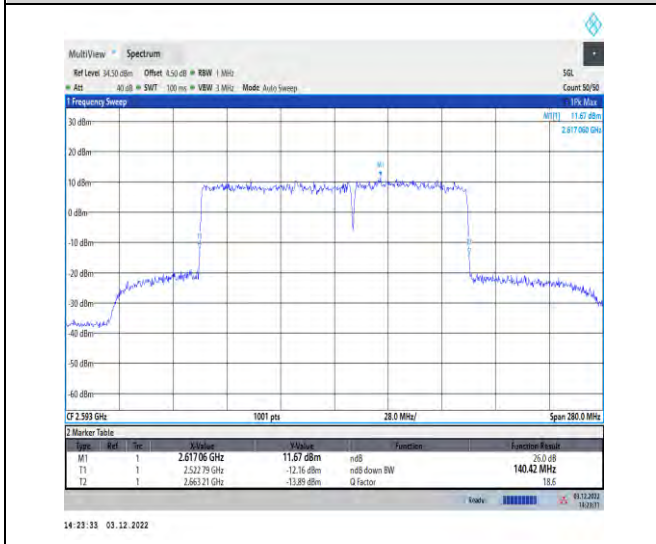 MultiView Spectrum
Ref Level 34.50 dBm Offset 4.50 dB RBW 1 MHz SGL
Att 40 dB SWT 100 ms VBW 3 MHz Mode Auto Sweep Count 50/50
1 Frequency Sweep 1Pk Max
M1[1] 11.67 dBm
2.617 060 GHz
30 dBm
20 dBm
M1
10 dBm
0 dBm
-10 dBm
-20 dBm
-30 dBm
-40 dBm
-50 dBm
-60 dBm
CF 2.593 GHz 1001 pts 28.0 MHz/ Span 280.0 MHz
2 Marker Table
Type Ref Trc X-Value Y-Value Function Function Result
M1 1 2.61706 GHz 11.67 dBm ndB 26.0 dB
T1 1 2.52279 GHz -12.16 dBm ndB down BW 140.42 MHz
T2 1 2.66321 GHz -13.89 dBm Q Factor 18.6
Ready 03.12.2022
14:23:33 03.12.2022